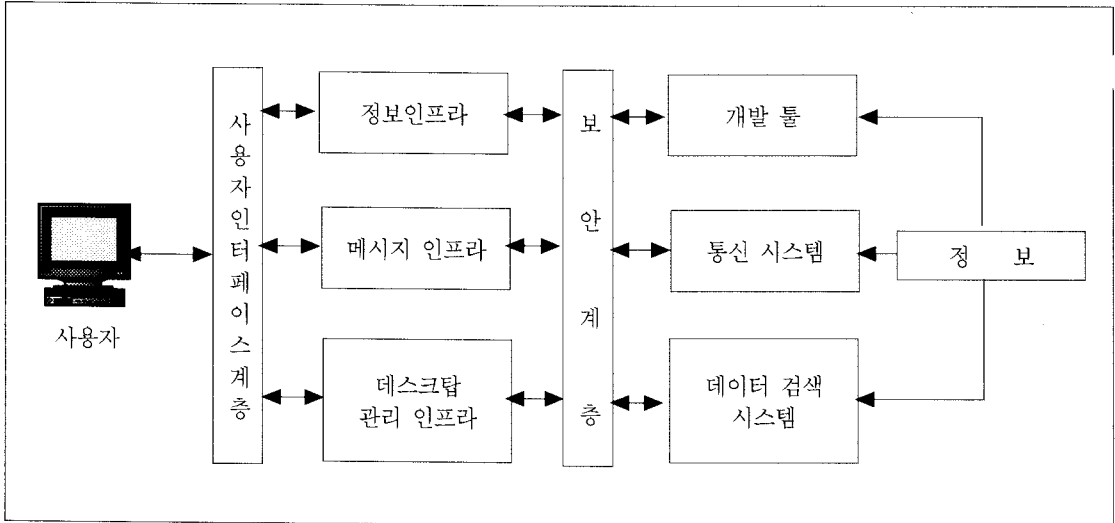 사용자
사용자인터페이스계층
정보인프라
메시지 인프라
데스크탑
관리 인프라
보안계층
개발 툴
통신 시스템
데이터 검색
시스템
정 보